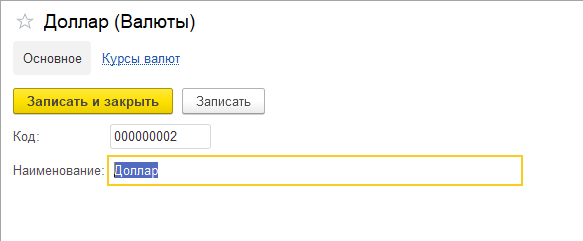 Доллар (Валюты)
Основное Курсы валют
Записать и закрыть Записать
Код: 000000002
Наименование: Доллар